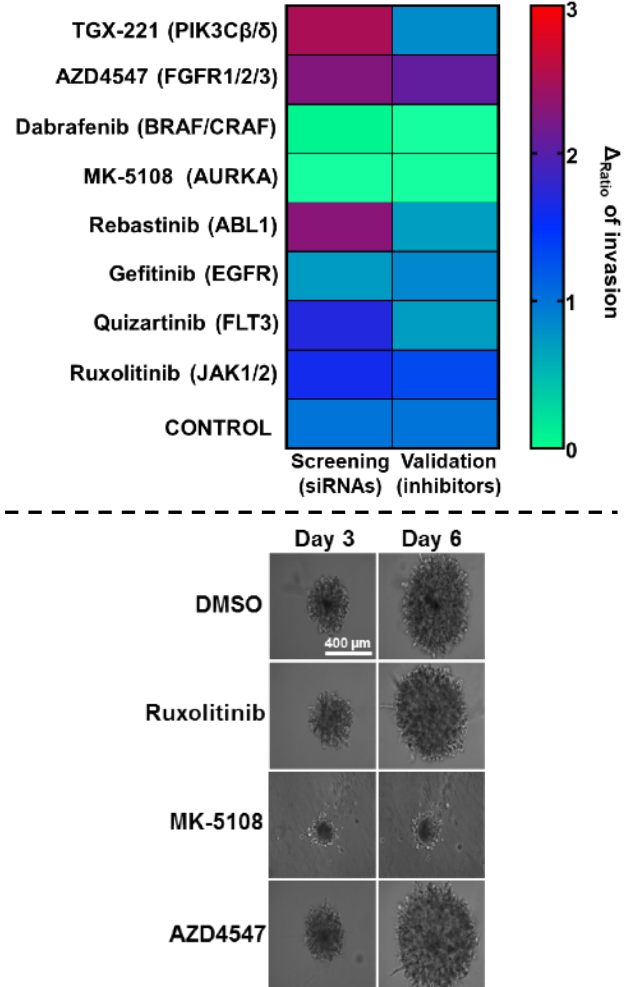 TGX-221 (PIK3Cβ/δ)
AZD4547 (FGFR1/2/3)
Dabrafenib (BRAF/CRAF)
MK-5108 (AURKA)
Rebastinib (ABL1)
Gefitinib (EGFR)
Quizartinib (FLT3)
Ruxolitinib (JAK1/2)
CONTROL
Screening (siRNAs)
Validation (inhibitors)
3
2
1
0
ΔRatio of invasion
Day 3 Day 6
DMSO
400 µm
Ruxolitinib
MK-5108
AZD4547